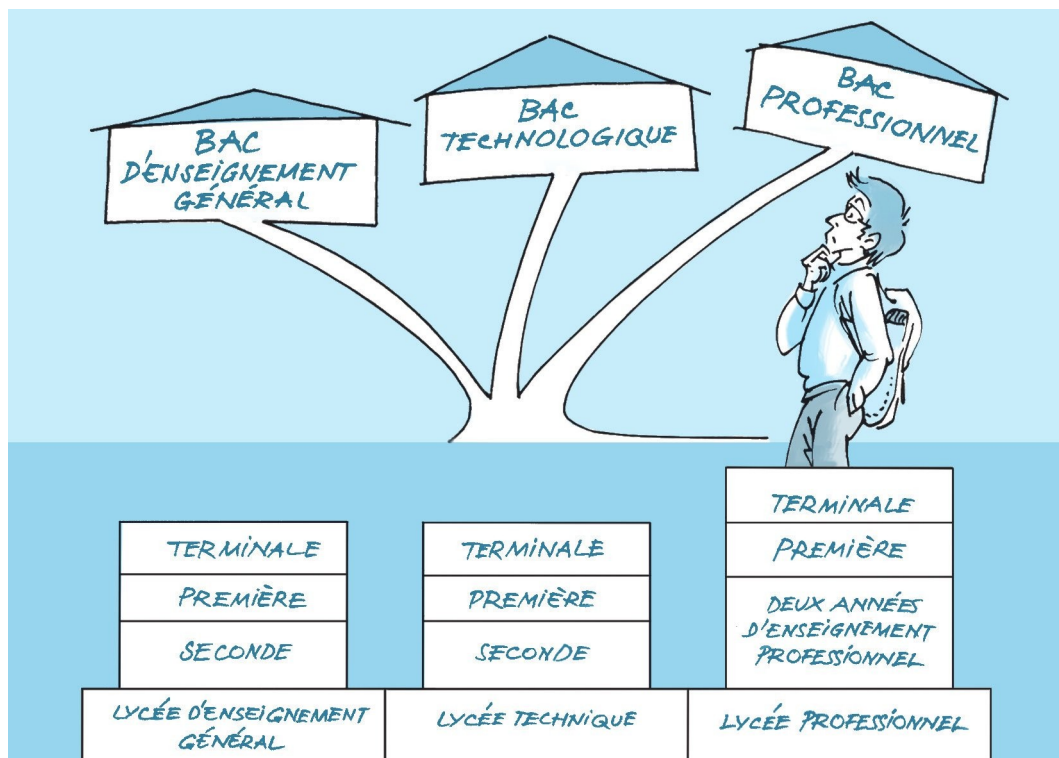 BAC
D'ENSEIGNEMENT
GÉNÉRAL
BAC
TECHNOLOGIQUE
BAC
PROFESSIONNEL
TERMINALE
PREMIÈRE
SECONDE
LYCÉE D'ENSEIGNEMENT
GÉNÉRAL
TERMINALE
PREMIÈRE
SECONDE
LYCÉE TECHNIQUE
TERMINALE
PREMIÈRE
DEUX ANNÉES
D'ENSEIGNEMENT
PROFESSIONNEL
LYCÉE PROFESSIONNEL